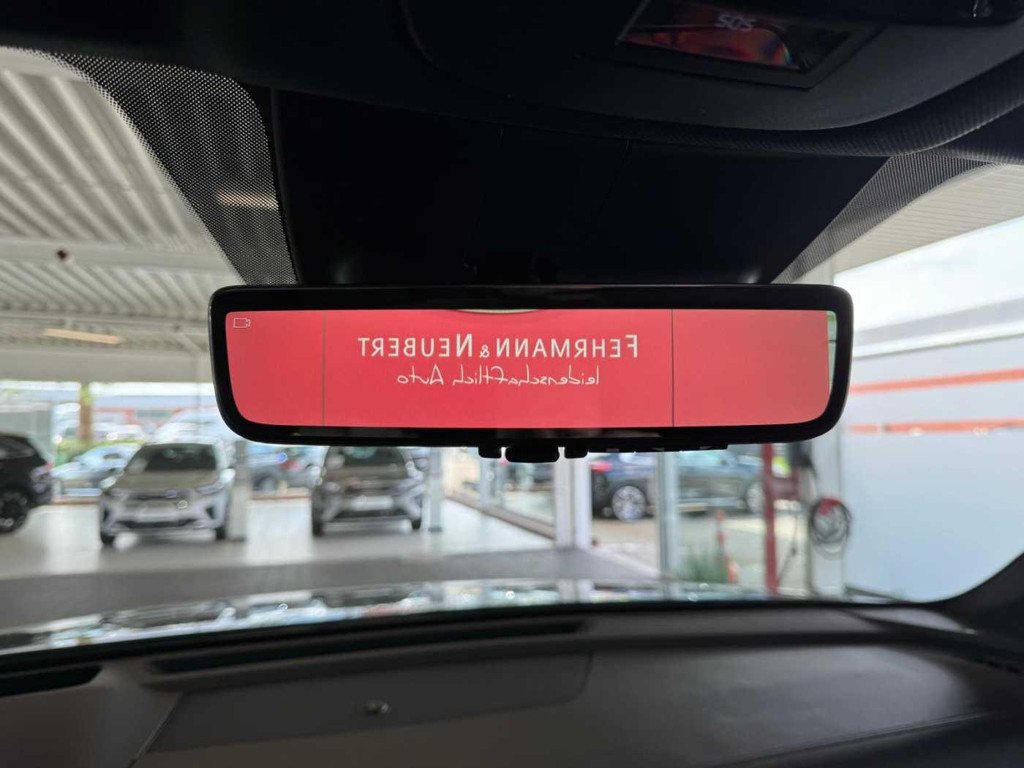 SOS
FEHRMANN & NEUBERT
leidenschaftlich Auto